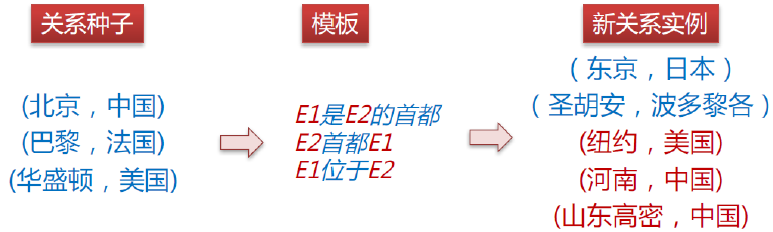 关系种子
模板
新关系实例
(北京，中国)
(巴黎，法国)
(华盛顿，美国)
E1是E2的首都
E2首都E1
E1位于E2
（东京，日本）
（圣胡安，波多黎各）
(纽约，美国)
(河南，中国)
(山东高密，中国)